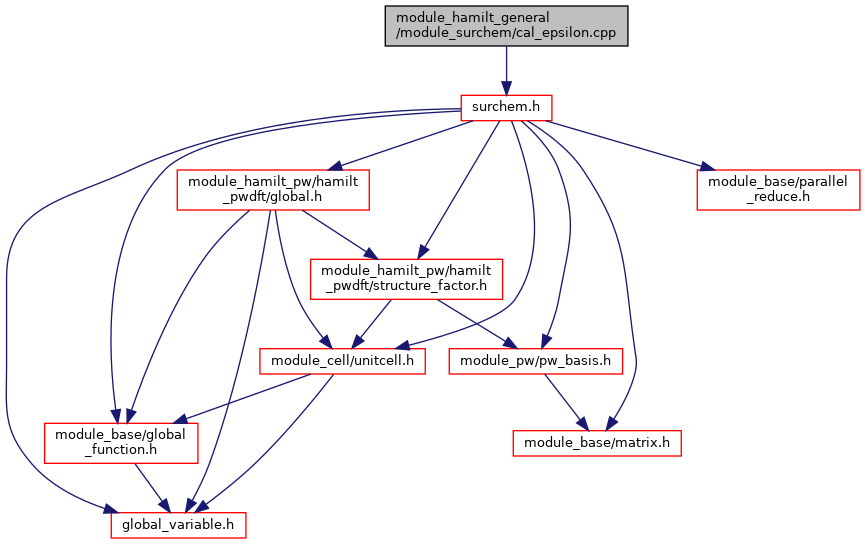 module_hamilt_general
/module_surchem/cal_epsilon.cpp
surchem.h
module_hamilt_pw/hamilt
_pwdft/global.h
module_base/parallel
_reduce.h
module_hamilt_pw/hamilt
_pwdft/structure_factor.h
module_cell/unitcell.h
module_pw/pw_basis.h
module_base/global
_function.h
module_base/matrix.h
global_variable.h